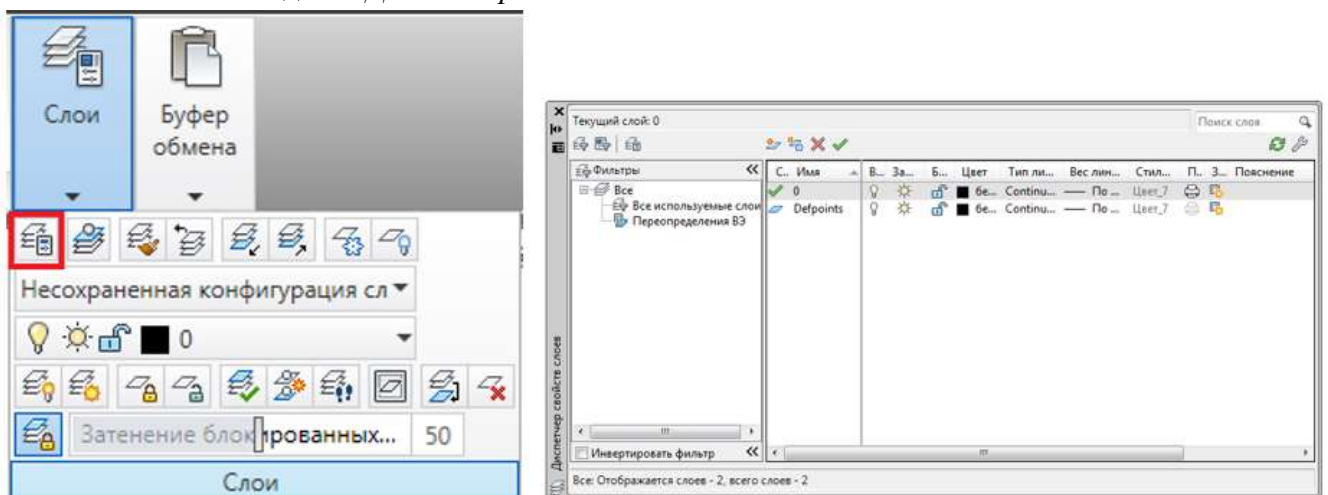 Слои
Буфер
обмена
Несохраненная конфигурация сл
0
Затенение блокированных... 50
Слои
Текущий слой: 0
Поиск слоя
Фильтры
Все
Все используемые слои
Переопределения ВЭ
Инвертировать фильтр
С.. Имя В... За... Б... Цвет Тип ли... Вес лин... Стил... П.. З... Пояснение
0 бе... Continu... По ... Цвет_7
Defpoints бе... Continu... По ... Цвет_7
Диспетчер свойств слоев
Все: Отображается слоев - 2, всего слоев - 2